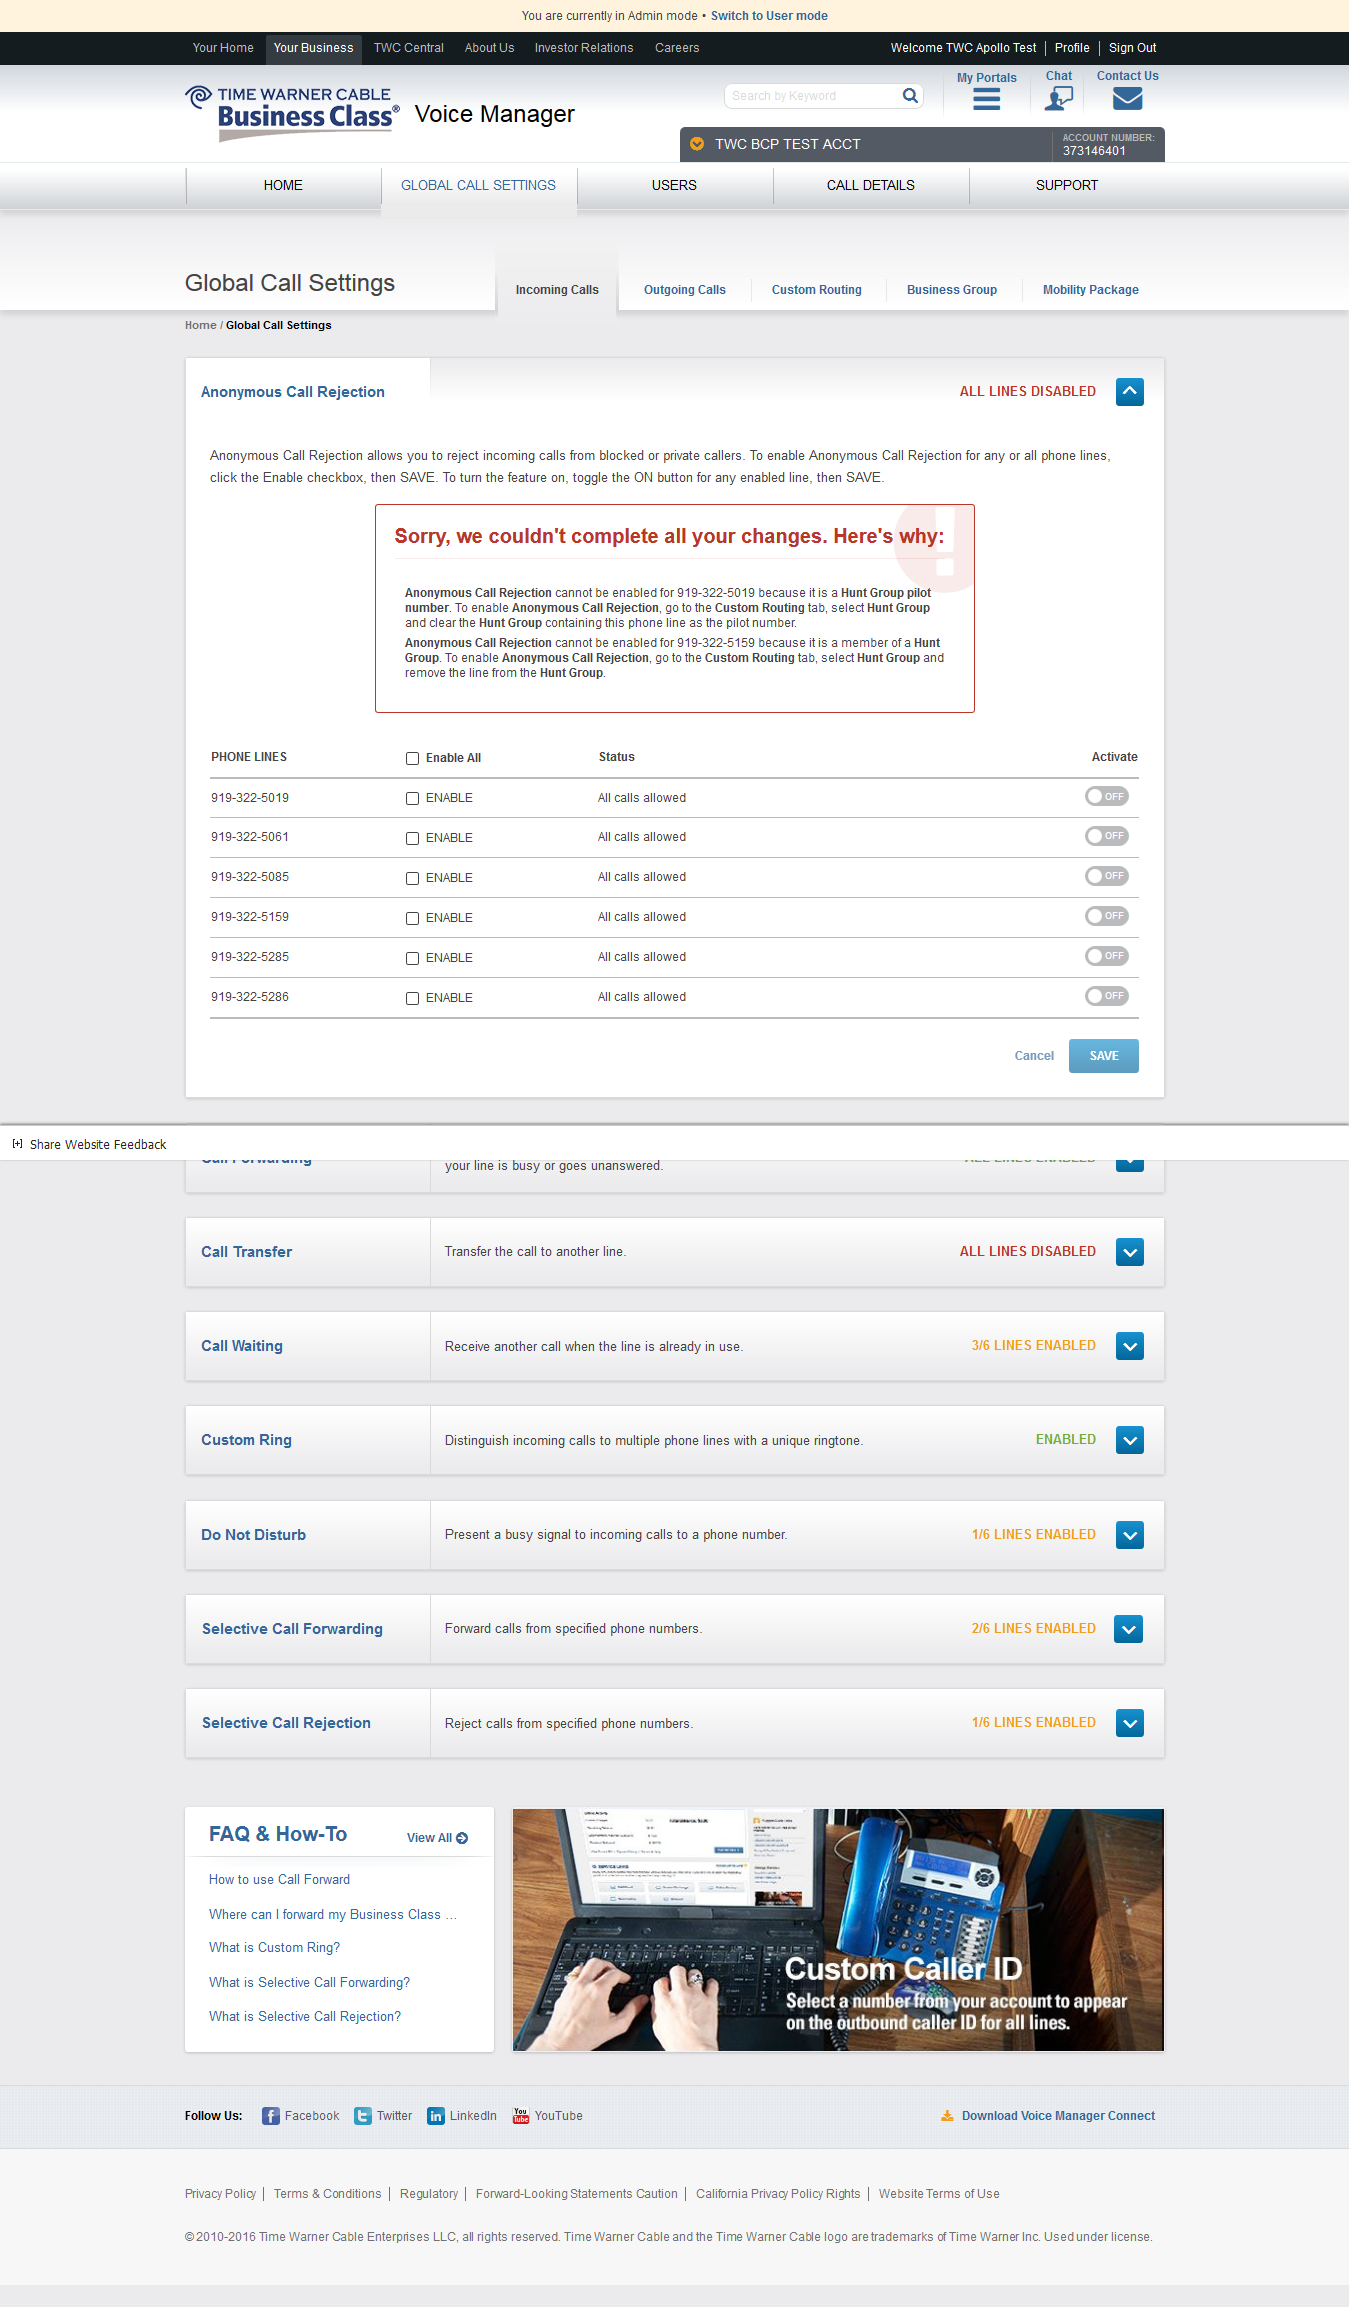 You are currently in Admin mode • Switch to User mode
Your Home Your Business TWC Central About Us Investor Relations Careers Welcome TWC Apollo Test Profile Sign Out
TIME WARNER CABLE
Business Class®
Voice Manager
Search by Keyword
My Portals Chat Contact Us
TWC BCP TEST ACCT
ACCOUNT NUMBER:
373146401
HOME GLOBAL CALL SETTINGS USERS CALL DETAILS SUPPORT
Global Call Settings
Incoming Calls Outgoing Calls Custom Routing Business Group Mobility Package
Home / Global Call Settings
Anonymous Call Rejection ALL LINES DISABLED
Anonymous Call Rejection allows you to reject incoming calls from blocked or private callers. To enable Anonymous Call Rejection for any or all phone lines,
click the Enable checkbox, then SAVE. To turn the feature on, toggle the ON button for any enabled line, then SAVE.
Sorry, we couldn't complete all your changes. Here's why:
Anonymous Call Rejection cannot be enabled for 919-322-5019 because it is a Hunt Group pilot
number. To enable Anonymous Call Rejection, go to the Custom Routing tab, select Hunt Group
and clear the Hunt Group containing this phone line as the pilot number.
Anonymous Call Rejection cannot be enabled for 919-322-5159 because it is a member of a Hunt
Group. To enable Anonymous Call Rejection, go to the Custom Routing tab, select Hunt Group and
remove the line from the Hunt Group.
PHONE LINES Enable All Status Activate
919-322-5019 ENABLE All calls allowed OFF
919-322-5061 ENABLE All calls allowed OFF
919-322-5085 ENABLE All calls allowed OFF
919-322-5159 ENABLE All calls allowed OFF
919-322-5285 ENABLE All calls allowed OFF
919-322-5286 ENABLE All calls allowed OFF
Cancel SAVE
[+] Share Website Feedback
Call Forwarding your line is busy or goes unanswered. ALL LINES ENABLED
Call Transfer Transfer the call to another line. ALL LINES DISABLED
Call Waiting Receive another call when the line is already in use. 3/6 LINES ENABLED
Custom Ring Distinguish incoming calls to multiple phone lines with a unique ringtone. ENABLED
Do Not Disturb Present a busy signal to incoming calls to a phone number. 1/6 LINES ENABLED
Selective Call Forwarding Forward calls from specified phone numbers. 2/6 LINES ENABLED
Selective Call Rejection Reject calls from specified phone numbers. 1/6 LINES ENABLED
FAQ & How-To View All
How to use Call Forward
Where can I forward my Business Class ...
What is Custom Ring?
What is Selective Call Forwarding?
What is Selective Call Rejection?
Custom Caller ID
Select a number from your account to appear
on the outbound caller ID for all lines.
Follow Us: Facebook Twitter LinkedIn YouTube Download Voice Manager Connect
Privacy Policy Terms & Conditions Regulatory Forward-Looking Statements Caution California Privacy Policy Rights Website Terms of Use
© 2010-2016 Time Warner Cable Enterprises LLC, all rights reserved. Time Warner Cable and the Time Warner Cable logo are trademarks of Time Warner Inc. Used under license.